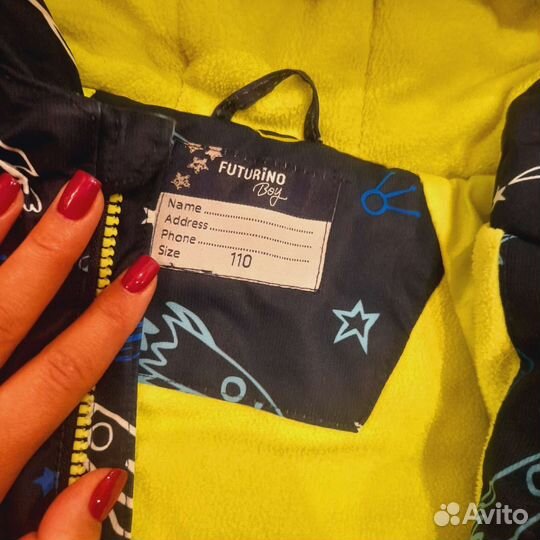 FUTURINO
Boy
Name
Address
Phone
Size 110
Avito